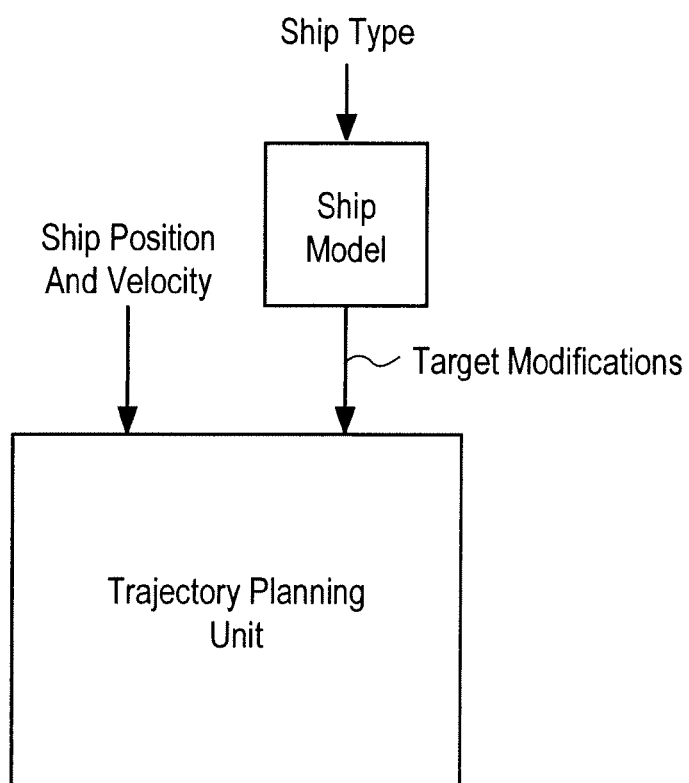 Ship Type
Ship
Model
Ship Position
And Velocity
Target Modifications
Trajectory Planning
Unit